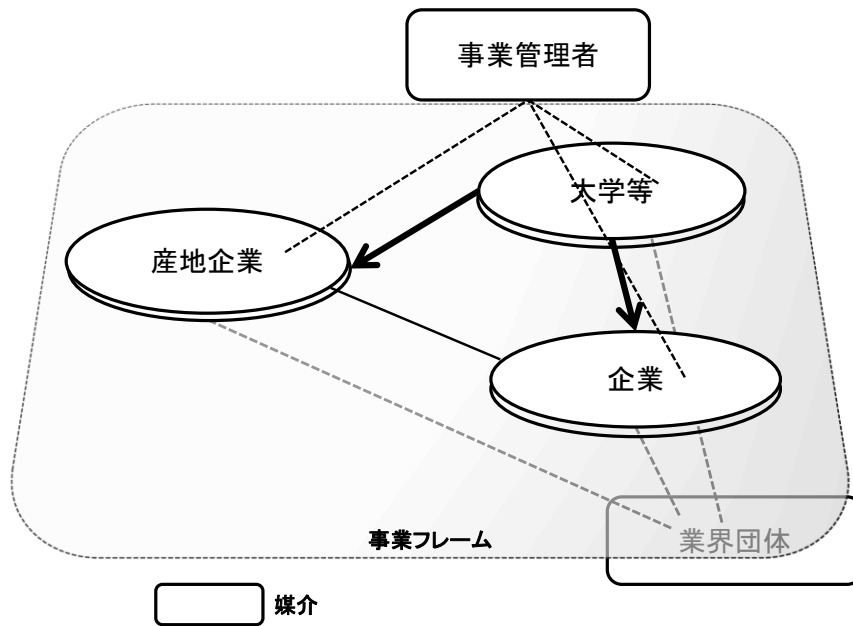 事業管理者
大学等
産地企業
企業
業界団体
事業フレーム
媒介